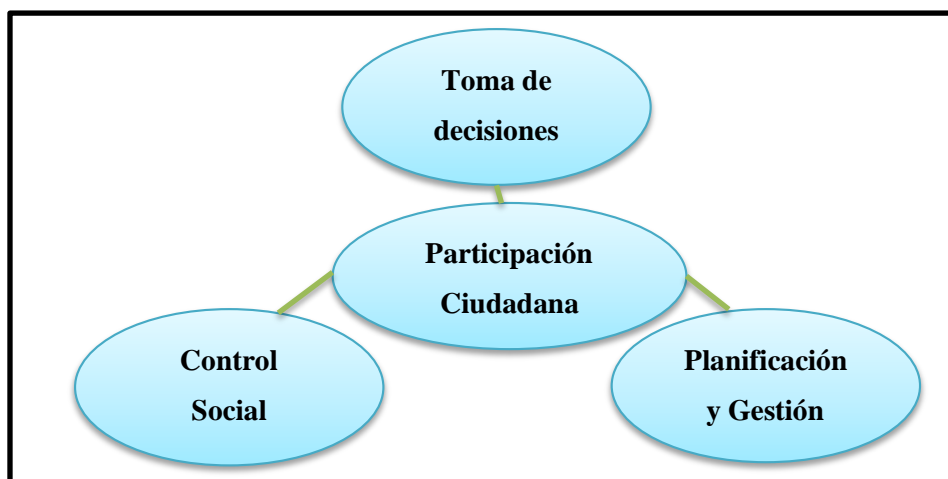 Toma de
decisiones
Participación
Ciudadana
Control
Social
Planificación
y Gestión